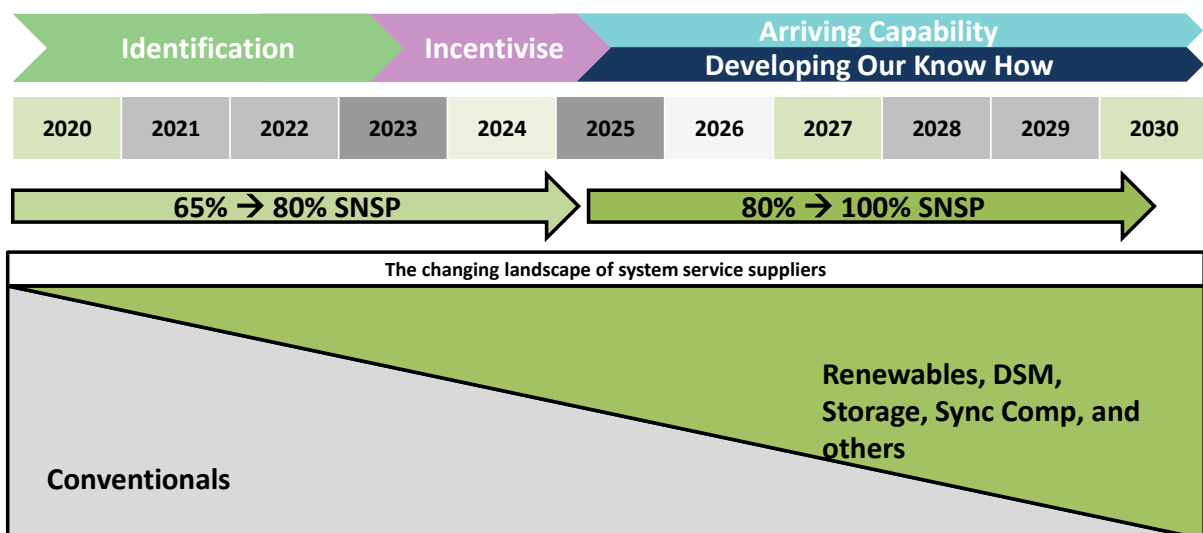 Identification
Incentivise
Arriving Capability
Developing Our Know How
2020 2021 2022 2023 2024 2025 2026 2027 2028 2029 2030
65% → 80% SNSP
80% → 100% SNSP
The changing landscape of system service suppliers
Renewables, DSM,
Storage, Sync Comp, and
others
Conventionals